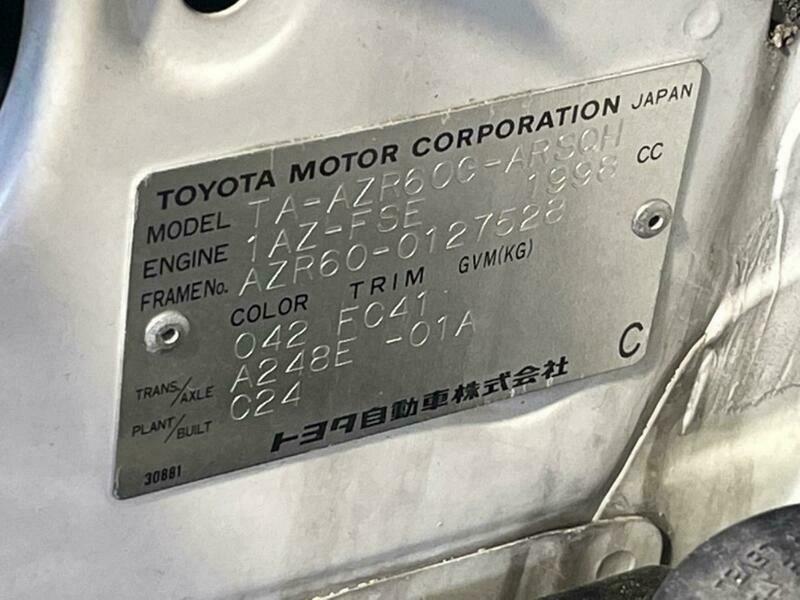 TOYOTA MOTOR CORPORATION JAPAN
MODEL TA-AZR60G-ARSQH
ENGINE 1AZ-FSE 1998 CC
FRAME No. AZR60-0127528
COLOR TRIM GVM(KG)
042 FC41
TRANS/AXLE A248E -01A
PLANT/BUILT C24
C
トヨタ自動車株式会社
30881